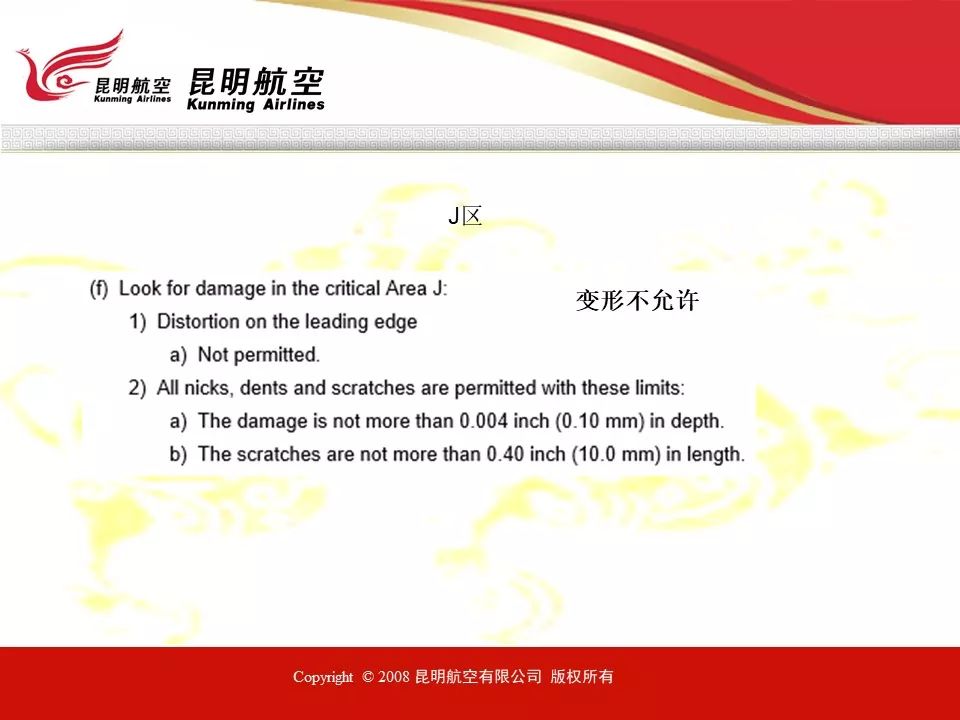 昆明航空
Kunming Airlines
昆明航空
Kunming Airlines
J区
(f) Look for damage in the critical Area J:
变形不允许
1) Distortion on the leading edge
a) Not permitted.
2) All nicks, dents and scratches are permitted with these limits:
a) The damage is not more than 0.004 inch (0.10 mm) in depth.
b) The scratches are not more than 0.40 inch (10.0 mm) in length.
Copyright © 2008 昆明航空有限公司 版权所有